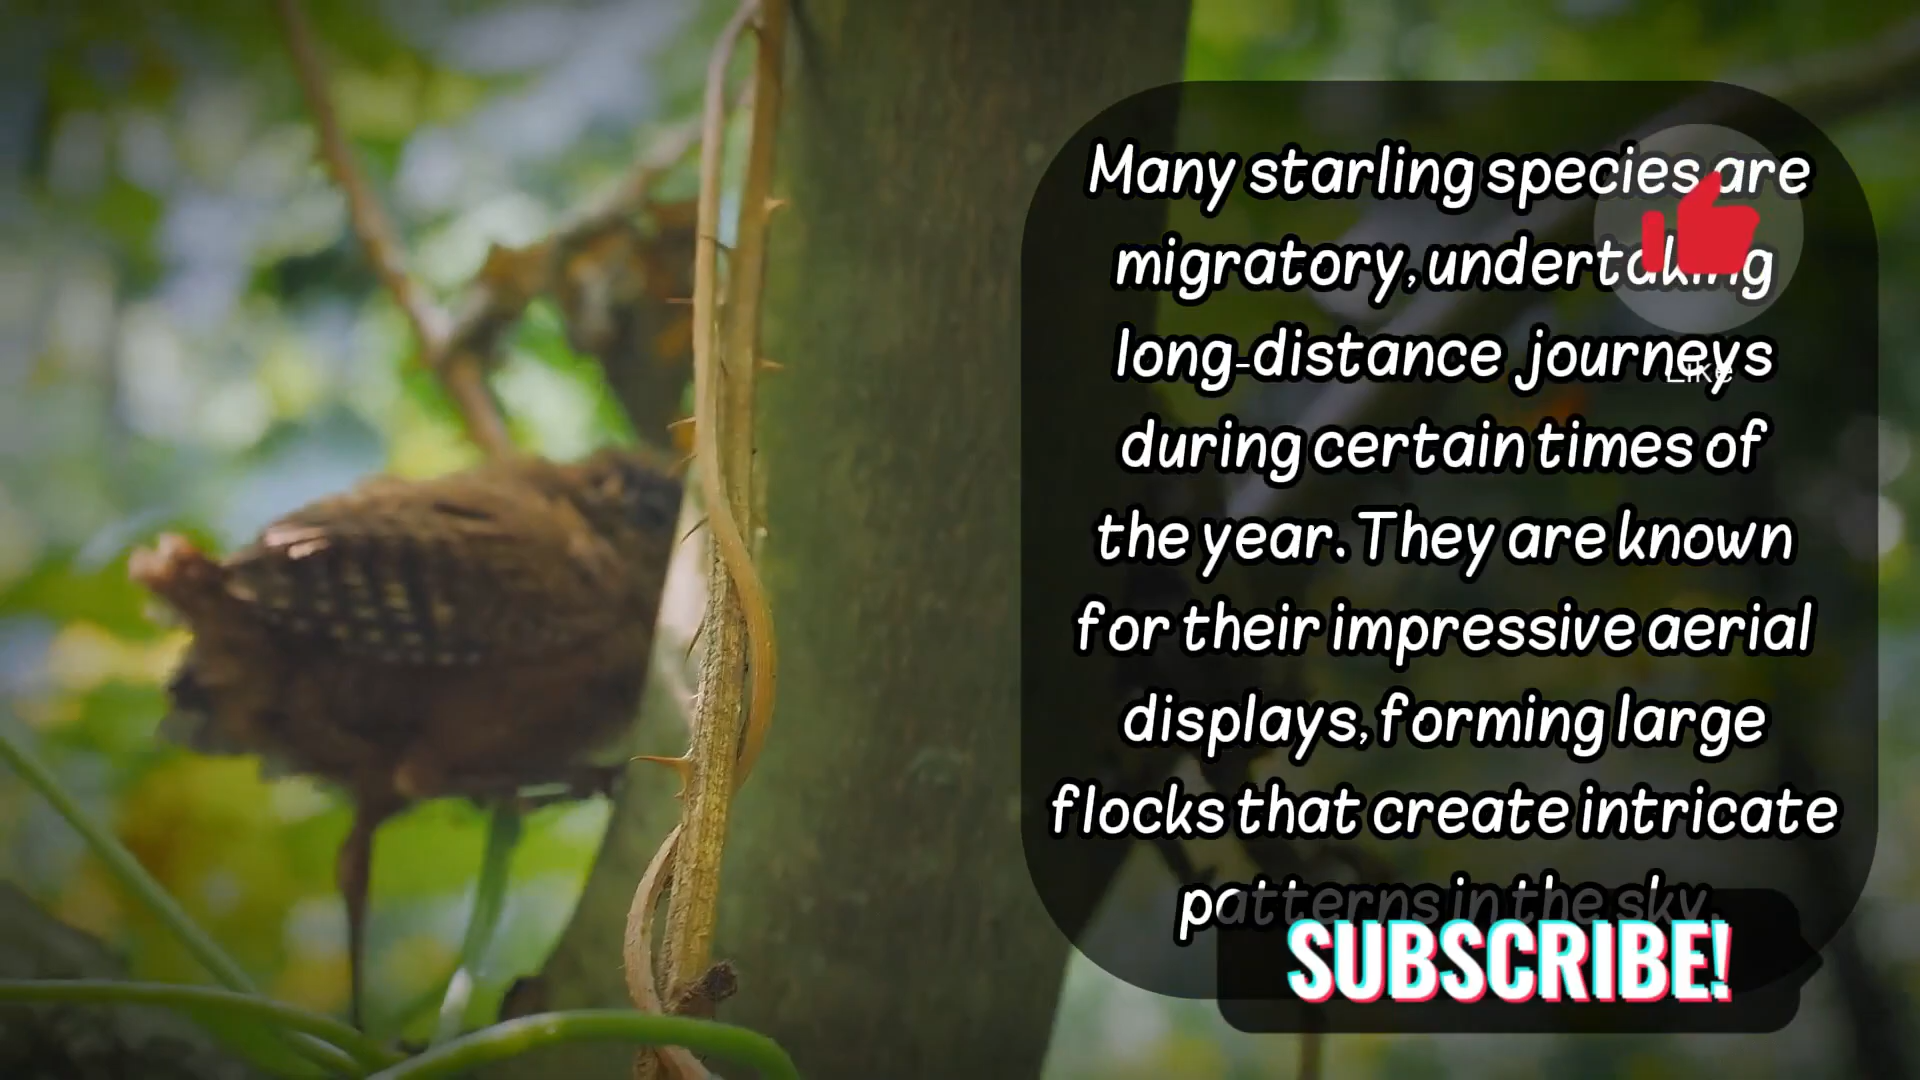 Many starling species are
migratory, undertaking
long-distance journeys
Like
during certain times of
the year. They are known
for their impressive aerial
displays, forming large
flocks that create intricate
patterns in the sky.
SUBSCRIBE!